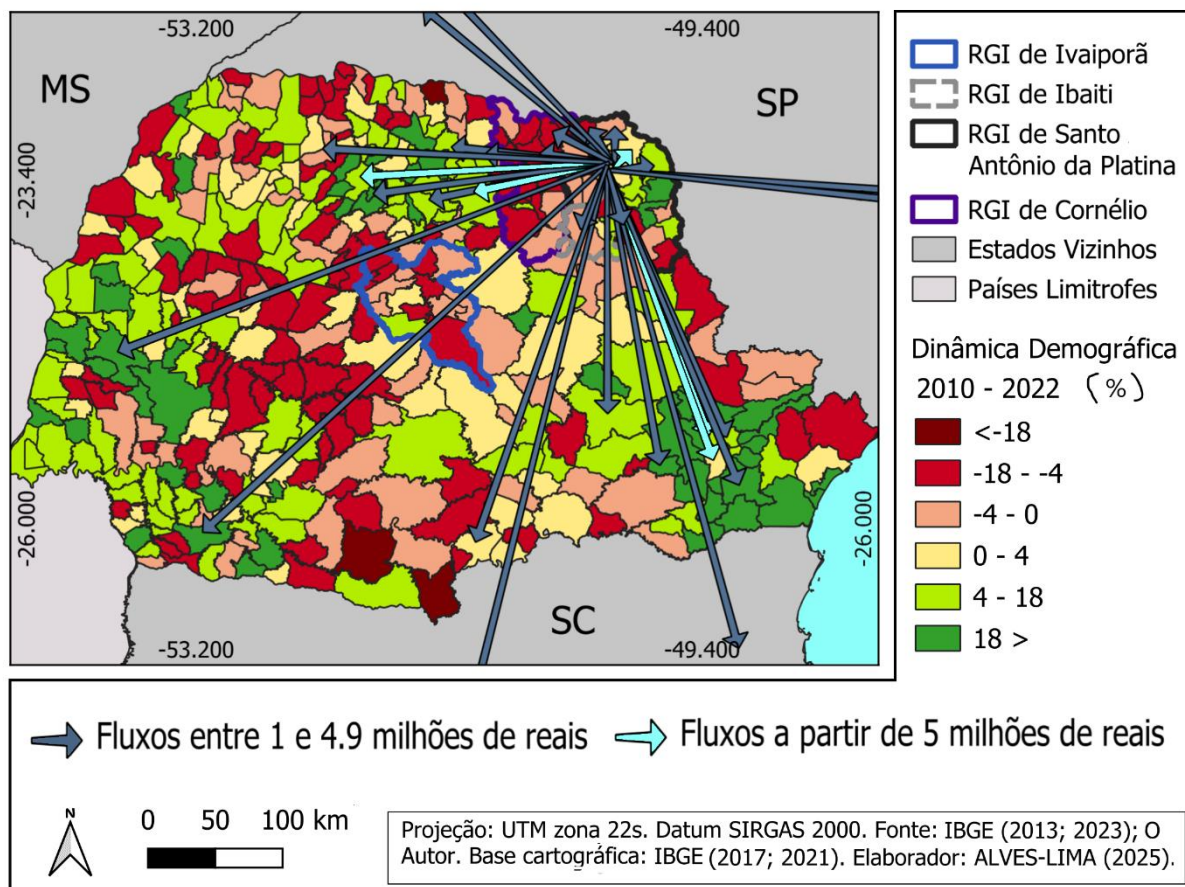 -53.200
-49.400
MS
SP
-23.400
-26.000
-26.000
SC
-53.200
-49.400
RGI de Ivaiporã
RGI de Ibaiti
RGI de Santo
Antônio da Platina
RGI de Cornélio
Estados Vizinhos
Países Limitrofes
Dinâmica Demográfica
2010 - 2022 (%)
<-18
-18 - -4
-4 - 0
0 - 4
4 - 18
18 >
Fluxos entre 1 e 4.9 milhões de reais
Fluxos a partir de 5 milhões de reais
N
0 50 100 km
Projeção: UTM zona 22s. Datum SIRGAS 2000. Fonte: IBGE (2013; 2023); O
Autor. Base cartográfica: IBGE (2017; 2021). Elaborador: ALVES-LIMA (2025).